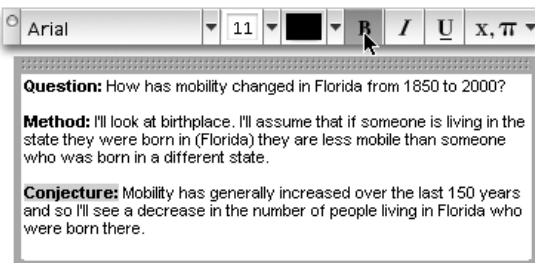 Arial 11 B I U x, π
Question: How has mobility changed in Florida from 1850 to 2000?
Method: I'll look at birthplace. I'll assume that if someone is living in the
state they were born in (Florida) they are less mobile than someone
who was born in a different state.
Conjecture: Mobility has generally increased over the last 150 years
and so I'll see a decrease in the number of people living in Florida who
were born there.